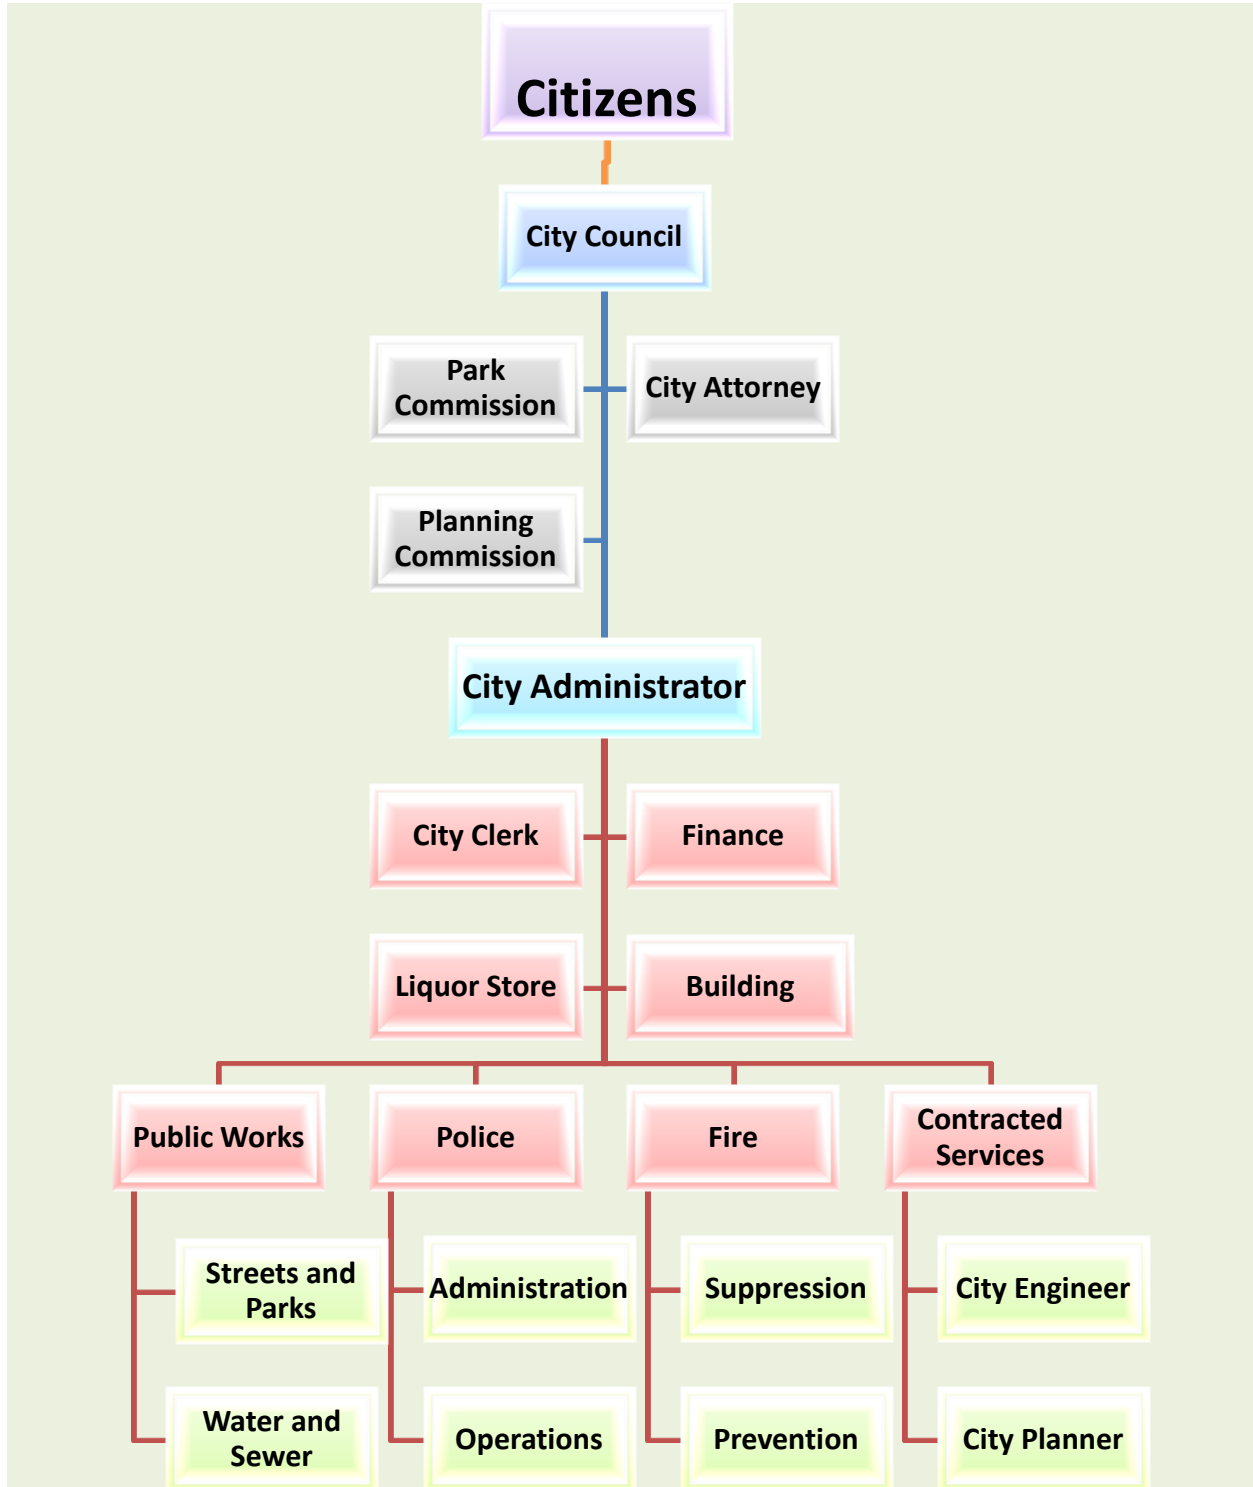 Citizens
City Council
Park
Commission
City Attorney
Planning
Commission
City Administrator
City Clerk
Finance
Liquor Store
Building
Public Works
Police
Fire
Contracted
Services
Streets and
Parks
Administration
Suppression
City Engineer
Water and
Sewer
Operations
Prevention
City Planner